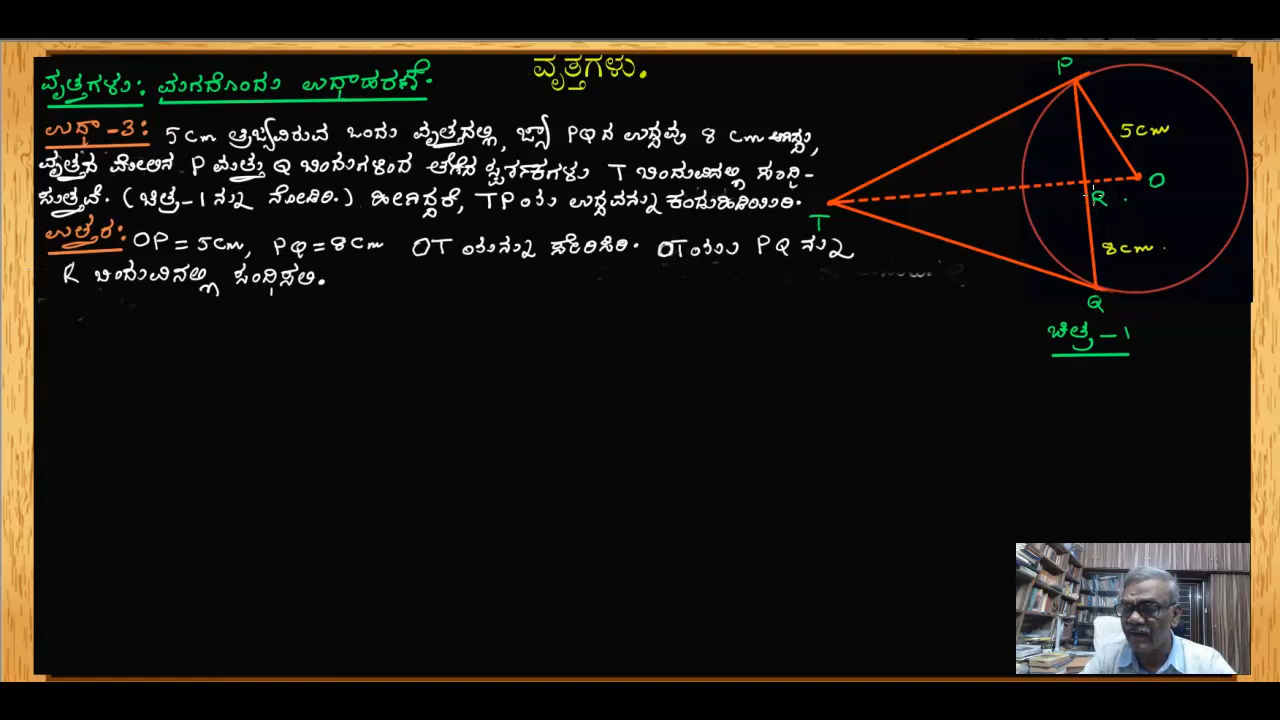 ವೃತ್ತಗಳು.
ವೃತ್ತಗಳು: ಮಗದೊಂದು ಉದಾಹರಣೆ.
ಉದಾ-3: 5cm ತ್ರಿಜ್ಯವಿರುವ ಒಂದು ವೃತ್ತದಲ್ಲಿ, ಜ್ಯಾ PQ ನ ಉದ್ದವು 8 cm ಆಗಿದ್ದು,
ವೃತ್ತದ ಮೇಲಿನ P ಮತ್ತು Q ಬಿಂದುಗಳಿಂದ ಎಳೆದ ಸ್ಪರ್ಶಕಗಳು T ಬಿಂದುವಿನಲ್ಲಿ ಸಂಧಿ-
ಸುತ್ತವೆ. (ಚಿತ್ರ-1ನ್ನು ನೋಡಿರಿ.) ಹೀಗಿದ್ದರೆ, TP ಯ ಉದ್ದವನ್ನು ಕಂಡುಹಿಡಿಯಿರಿ.
ಉತ್ತರ: OP = 5cm, PQ = 8cm OT ಯನ್ನು ಸೇರಿಸಿರಿ. OT ಯು PQ ನ್ನು
R ಬಿಂದುವಿನಲ್ಲಿ ಸಂಧಿಸಲಿ.
P
5cm
O
R
T
8cm
Q
ಚಿತ್ರ-1